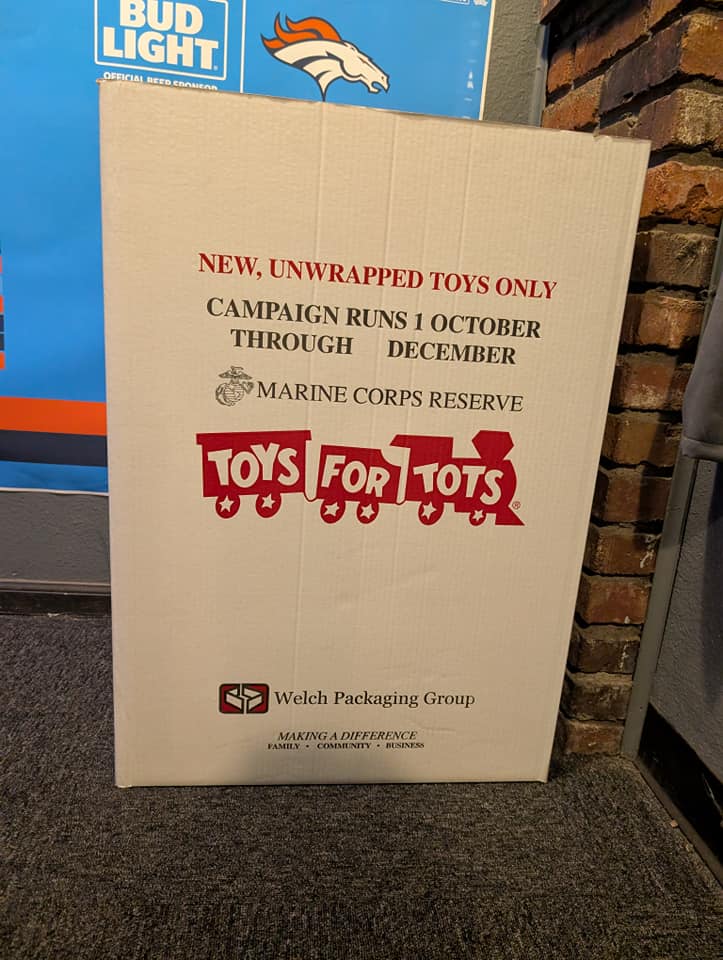 BUD
LIGHT
OFFICIAL BEER SPONSOR
NEW, UNWRAPPED TOYS ONLY
CAMPAIGN RUNS 1 OCTOBER
THROUGH DECEMBER
MARINE CORPS RESERVE
TOYS FOR TOTS
Welch Packaging Group
MAKING A DIFFERENCE
FAMILY • COMMUNITY • BUSINESS